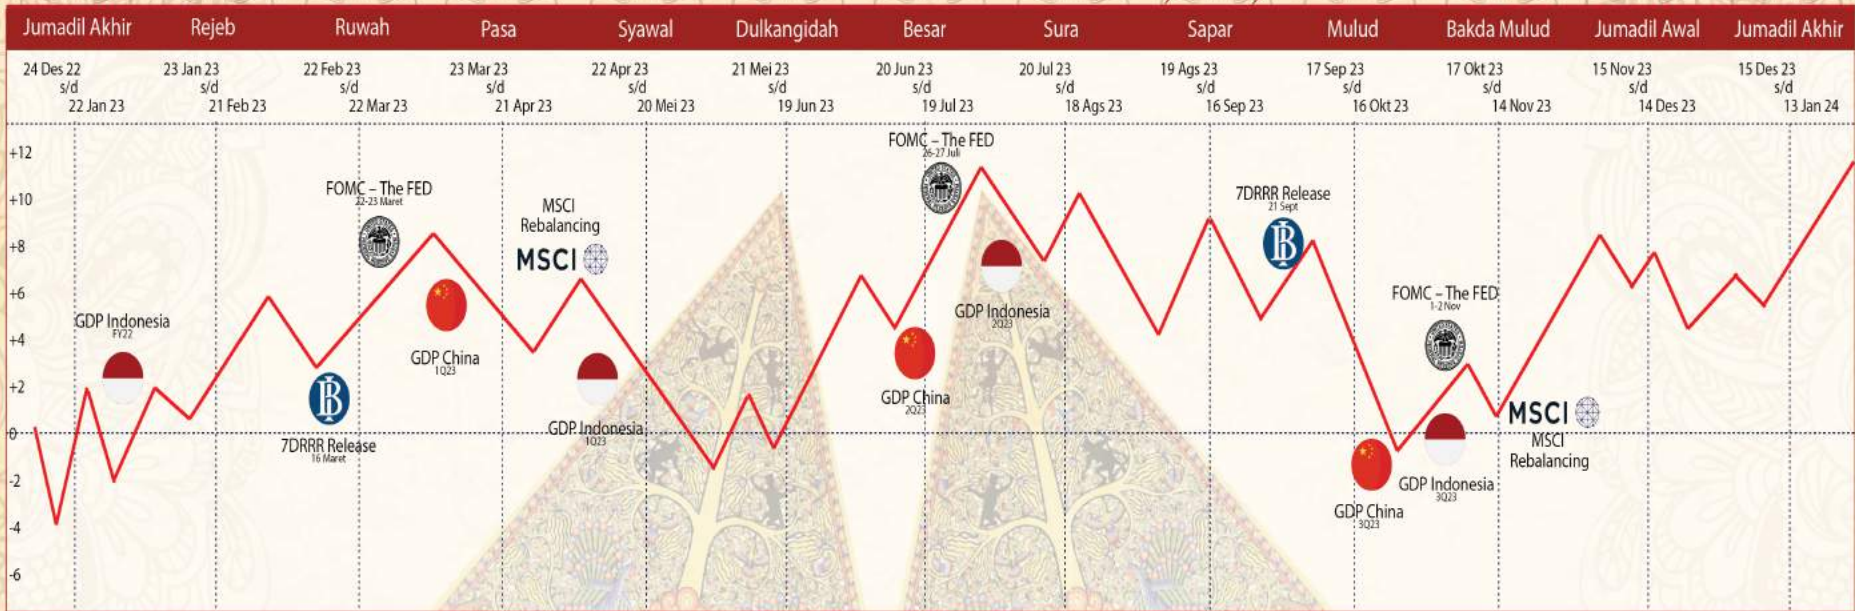 Jumadil Akhir
Rejeb
Ruwah
Pasa
Syawal
Dulkangidah
Besar
Sura
Sapar
Mulud
Bakda Mulud
Jumadil Awal
Jumadil Akhir
24 Des 22
s/d
22 Jan 23
23 Jan 23
s/d
21 Feb 23
22 Feb 23
s/d
22 Mar 23
23 Mar 23
s/d
21 Apr 23
22 Apr 23
s/d
20 Mei 23
21 Mei 23
s/d
19 Jun 23
20 Jun 23
s/d
19 Jul 23
20 Jul 23
s/d
18 Ags 23
19 Ags 23
s/d
16 Sep 23
17 Sep 23
s/d
16 Okt 23
17 Okt 23
s/d
14 Nov 23
15 Nov 23
s/d
14 Des 23
15 Des 23
s/d
13 Jan 24
+12
+10
+8
+6
+4
+2
0
-2
-4
-6
GDP Indonesia
FY22
7DRRR Release
16 Maret
FOMC – The FED
22-23 Maret
GDP China
1Q23
MSCI
Rebalancing
MSCI
GDP Indonesia
1Q23
FOMC – The FED
26-27 Juli
GDP China
2Q23
GDP Indonesia
2Q23
7DRRR Release
21 Sept
GDP China
3Q23
FOMC – The FED
1-2 Nov
GDP Indonesia
3Q23
MSCI
MSCI
Rebalancing